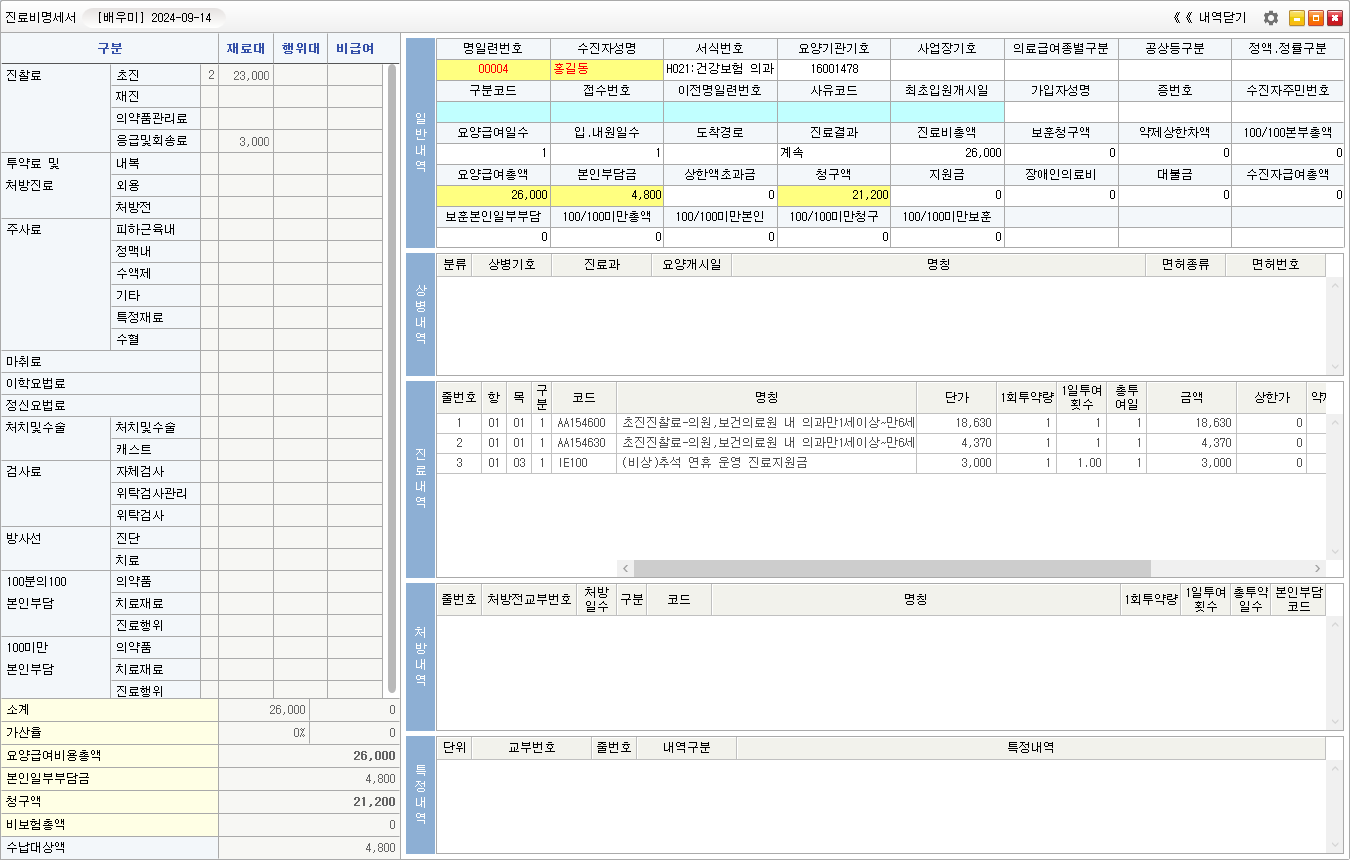 진료비명세서 [배우미] 2024-09-14 《《 내역닫기
구분 재료대 행위대 비급여
진찰료 초진 2 23,000
재진
의약품관리료
응급및회송료 3,000
투약료 및 내복
처방진료 외용
처방전
주사료 피하근육내
정맥내
수액제
기타
특정재료
수혈
마취료
이학요법료
정신요법료
처치및수술 처치및수술
캐스트
검사료 자체검사
위탁검사관리
위탁검사
방사선 진단
치료
100분의100 의약품
본인부담 치료재료
진료행위
100미만 의약품
본인부담 치료재료
진료행위
소계 26,000 0
가산율 0% 0
요양급여비용총액 26,000
본인일부부담금 4,800
청구액 21,200
비보험총액 0
수납대상액 4,800
일반내역
명일련번호 수진자성명 서식번호 요양기관기호 사업장기호 의료급여종별구분 공상등구분 정액.정률구분
00004 홍길동 H021:건강보험 의과 16001478
구분코드 접수번호 이전명일련번호 사유코드 최초입원개시일 가입자성명 증번호 수진자주민번호
요양급여일수 입.내원일수 도착경로 진료결과 진료비총액 보훈청구액 약제상한차액 100/100본부총액
1 1 계속 26,000 0 0 0
요양급여총액 본인부담금 상한액초과금 청구액 지원금 장애인의료비 대불금 수진자급여총액
26,000 4,800 0 21,200 0 0 0 0
보훈본인일부부담 100/100미만총액 100/100미만본인 100/100미만청구 100/100미만보훈
0 0 0 0 0
상병내역
분류 상병기호 진료과 요양개시일 명칭 면허종류 면허번호
진료내역
줄번호 항 목 구분 코드 명칭 단가 1회투약량 1일투여횟수 총투여일 금액 상한가
1 01 01 1 AA154600 초진진찰료-의원,보건의료원 내 의과만1세이상~만6세 18,630 1 1 1 18,630 0
2 01 01 1 AA154630 초진진찰료-의원,보건의료원 내 의과만1세이상~만6세 4,370 1 1 1 4,370 0
3 01 03 1 IE100 (비상)추석 연휴 운영 진료지원금 3,000 1 1.00 1 3,000 0
처방내역
줄번호 처방전교부번호 처방일수 구분 코드 명칭 1회투약량 1일투여횟수 총투약일수 본인부담코드
특정내역
단위 교부번호 줄번호 내역구분 특정내역